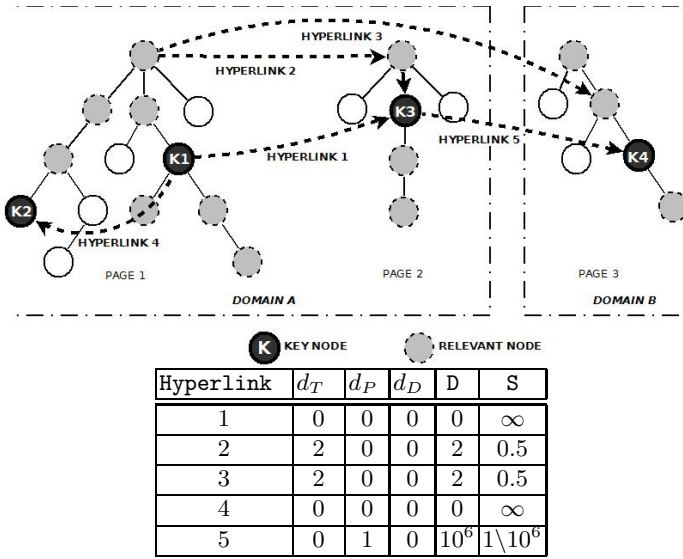 HYPERLINK 3
HYPERLINK 2
K3
HYPERLINK 5
K1
HYPERLINK 1
K4
K2
HYPERLINK 4
PAGE 1
PAGE 2
PAGE 3
DOMAIN A
DOMAIN B
K KEY NODE
RELEVANT NODE
Hyperlink d_T d_P d_D D S
1 0 0 0 0 ∞
2 2 0 0 2 0.5
3 2 0 0 2 0.5
4 0 0 0 0 ∞
5 0 1 0 10^6 1\10^6